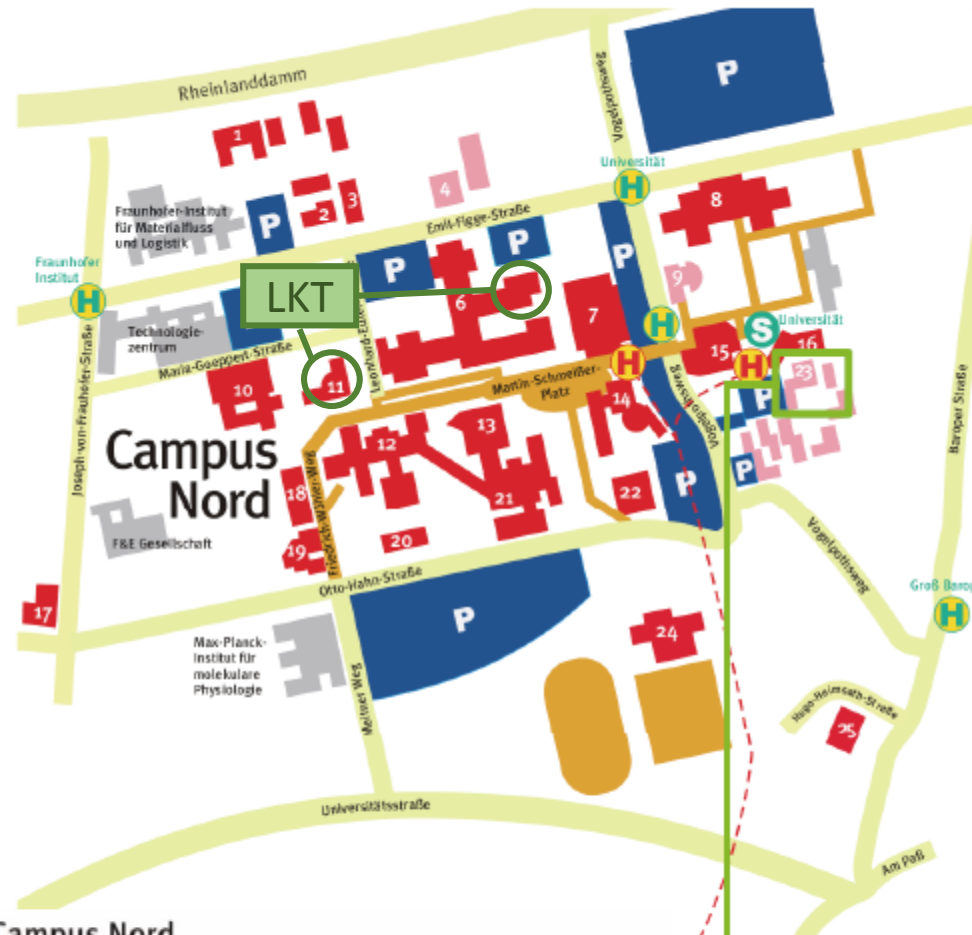 Rheinlanddamm
Vogelpothsweg
P
Universität
H
1
2
3
4
Fraunhofer-Institut
für Materialfluss
und Logistik
P
Emil-Figge-Straße
8
P
P
P
Fraunhofer
Institut
H
LKT
6
7
9
H
S
Universität
Technologie-
zentrum
Maria-Goeppert-Straße
15
16
H
H
23
10
11
Martin-Schmeißer-
Platz
14
P
Vogelpothsweg
Joseph-von-Fraunhofer-Straße
Baroper Straße
Campus
Nord
12
13
18
21
22
P
P
Friedrich-Wöhler-Weg
19
20
F&E Gesellschaft
Otto-Hahn-Straße
Vogelpothsweg
17
P
Groß Barop
H
24
Max-Planck-
Institut für
molekulare
Physiologie
Meitner Weg
25
Universitätsstraße
Am Paß
Campus Nord